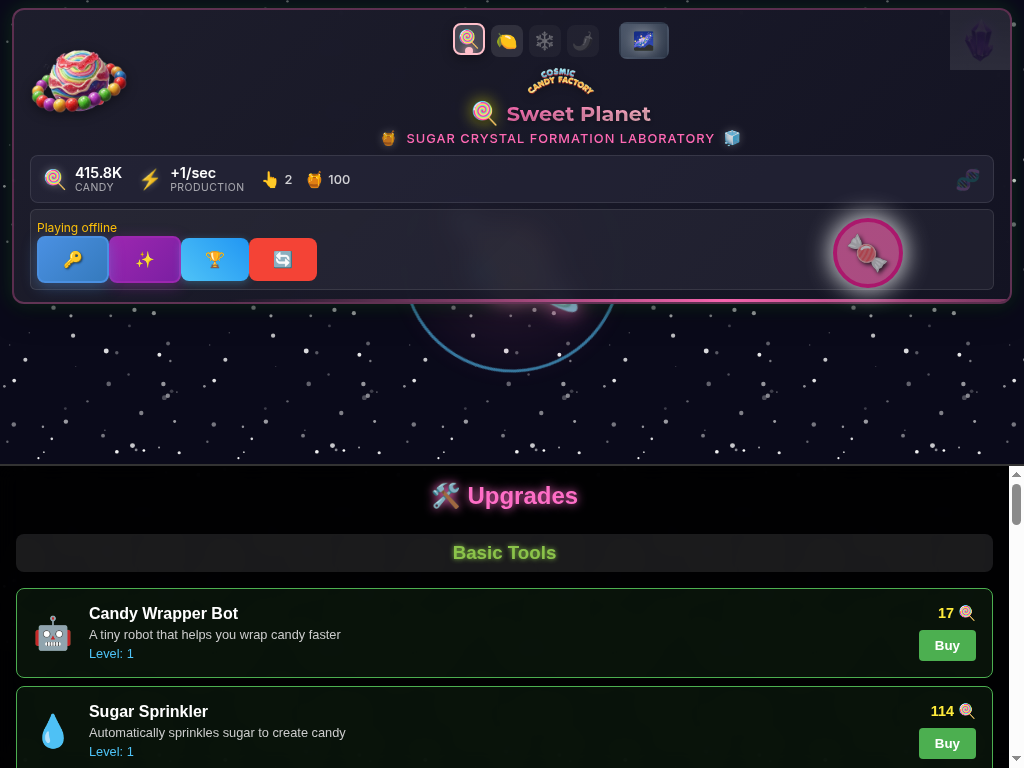 COSMIC
CANDY FACTORY
Sweet Planet
SUGAR CRYSTAL FORMATION LABORATORY
415.8K
CANDY
+1/sec
PRODUCTION
2
100
Playing offline
Upgrades
Basic Tools
Candy Wrapper Bot
A tiny robot that helps you wrap candy faster
Level: 1
17
Buy
Sugar Sprinkler
Automatically sprinkles sugar to create candy
Level: 1
114
Buy